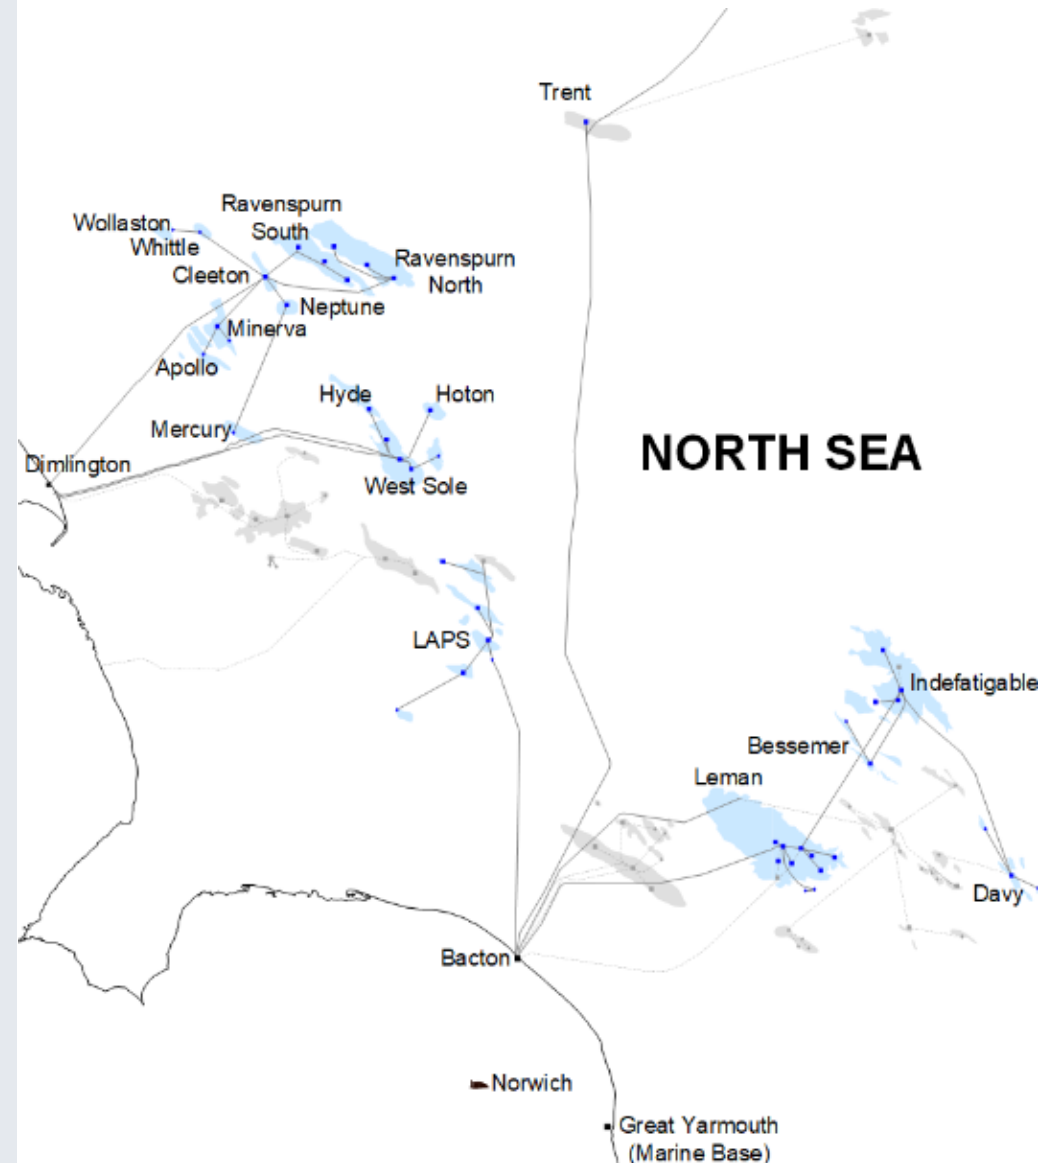 Trent
Ravenspurn
South
Wollaston
Whittle
Ravenspurn
North
Cleeton
Neptune
Minerva
Apollo
Hyde
Hoton
Mercury
NORTH SEA
Dimlington
West Sole
LAPS
Indefatigable
Bessemer
Leman
Davy
Bacton
Norwich
Great Yarmouth
(Marine Base)